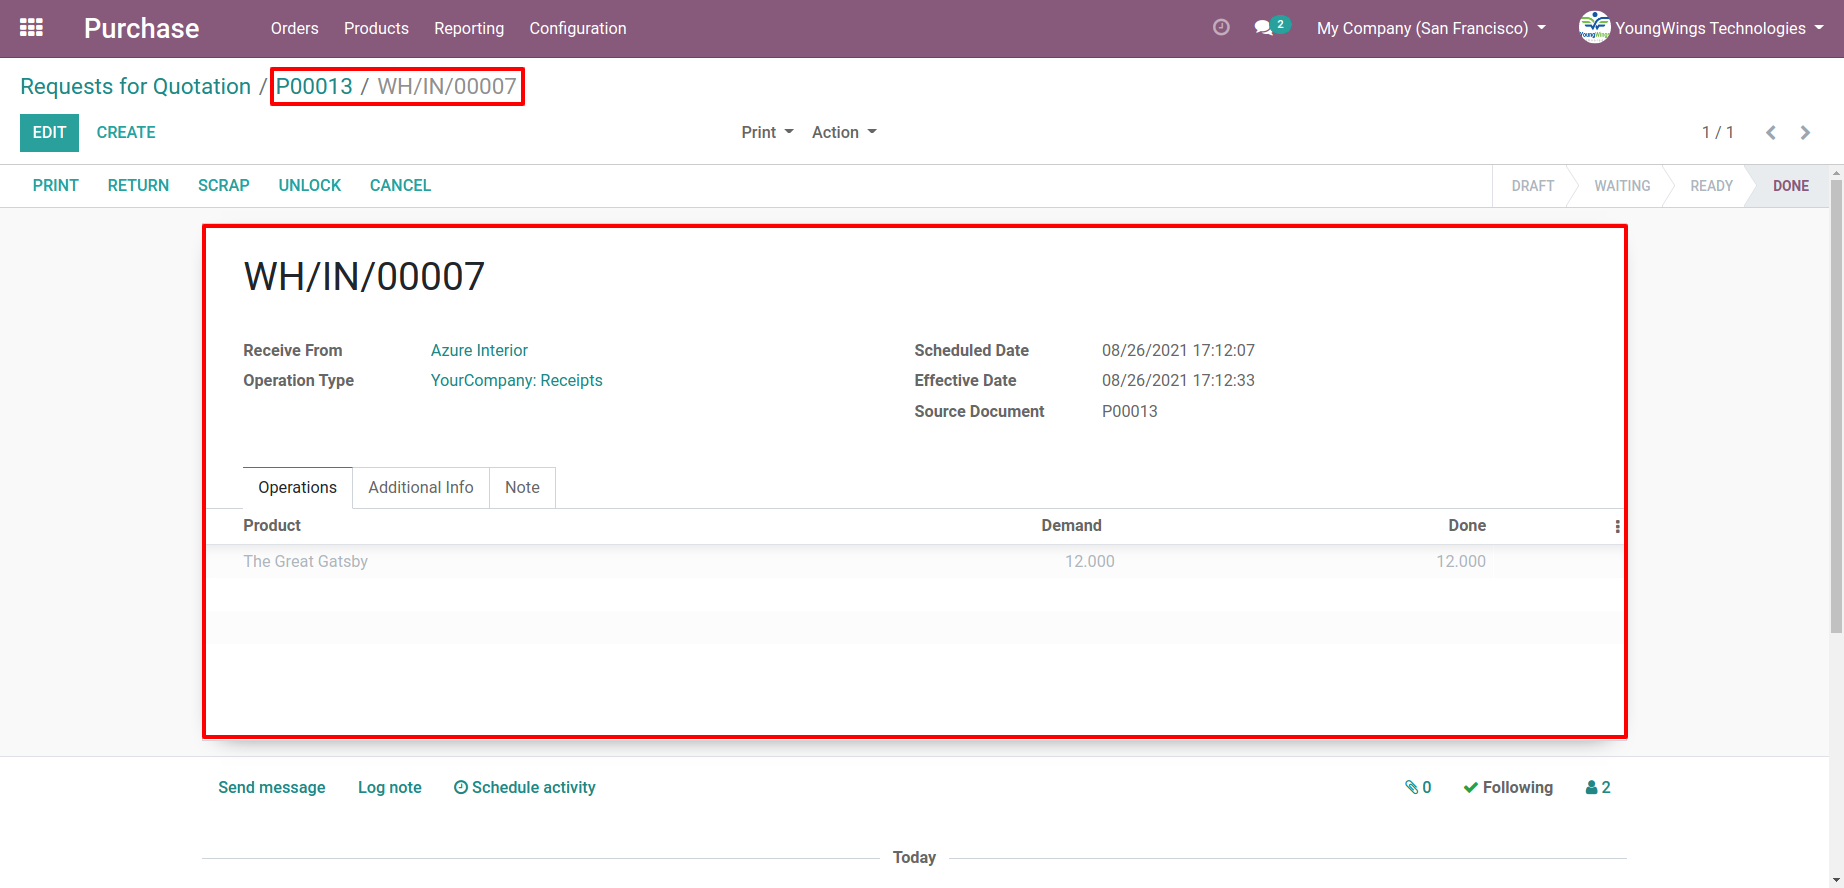 Purchase Orders Products Reporting Configuration 2 My Company (San Francisco) YoungWings Technologies
Requests for Quotation / P00013 / WH/IN/00007
EDIT CREATE Print Action 1 / 1
PRINT RETURN SCRAP UNLOCK CANCEL DRAFT WAITING READY DONE
WH/IN/00007
Receive From Azure Interior Scheduled Date 08/26/2021 17:12:07
Operation Type YourCompany: Receipts Effective Date 08/26/2021 17:12:33
Source Document P00013
Operations Additional Info Note
Product Demand Done
The Great Gatsby 12.000 12.000
Send message Log note Schedule activity 0 Following 2
Today